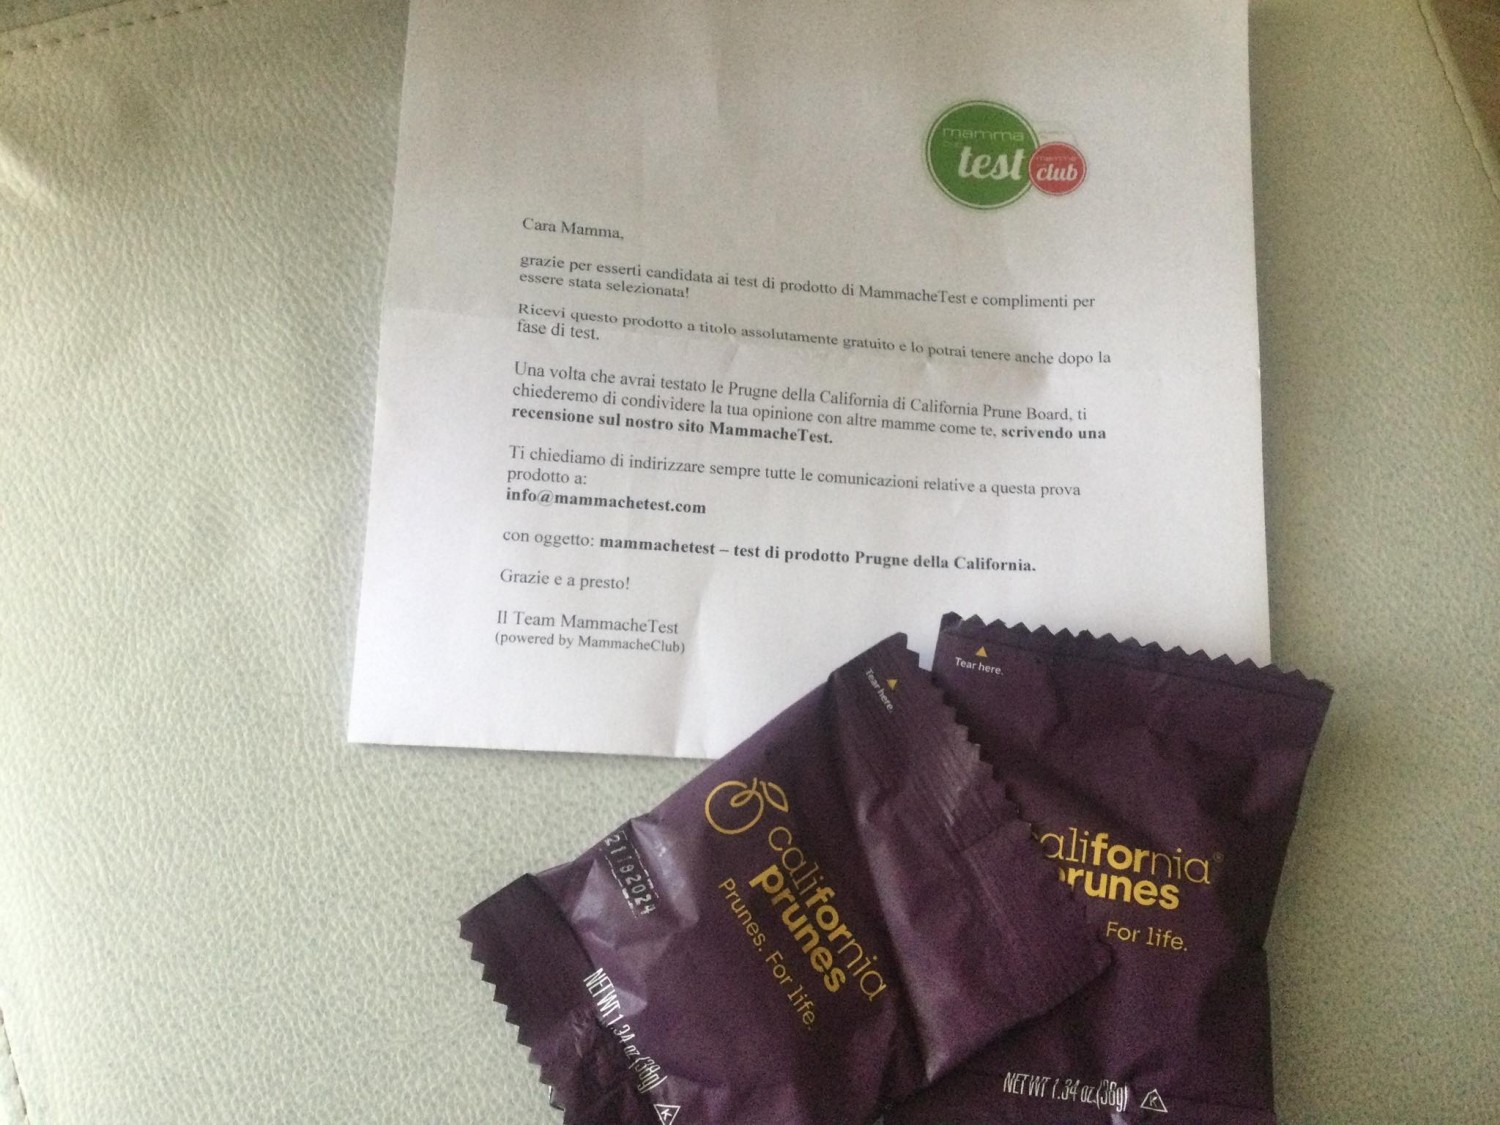 mamma
test
club
Cara Mamma,
grazie per esserti candidata ai test di prodotto di MammacheTest e complimenti per
essere stata selezionata!
Ricevi questo prodotto a titolo assolutamente gratuito e lo potrai tenere anche dopo la
fase di test.
Una volta che avrai testato le Prugne della California di California Prune Board, ti
chiederemo di condividere la tua opinione con altre mamme come te, scrivendo una
recensione sul nostro sito MammacheTest.
Ti chiediamo di indirizzare sempre tutte le comunicazioni relative a questa prova
prodotto a:
info@mammachetest.com
con oggetto: mammachetest – test di prodotto Prugne della California.
Grazie e a presto!
Il Team MammacheTest
(powered by MammacheClub)
Tear here.
california
prunes
Prunes. For life.
NET WT 1.34 oz.(38g)
K
Tear here.
alifornia®
prunes
For life.
NET WT 1.34 oz.(38g)
K